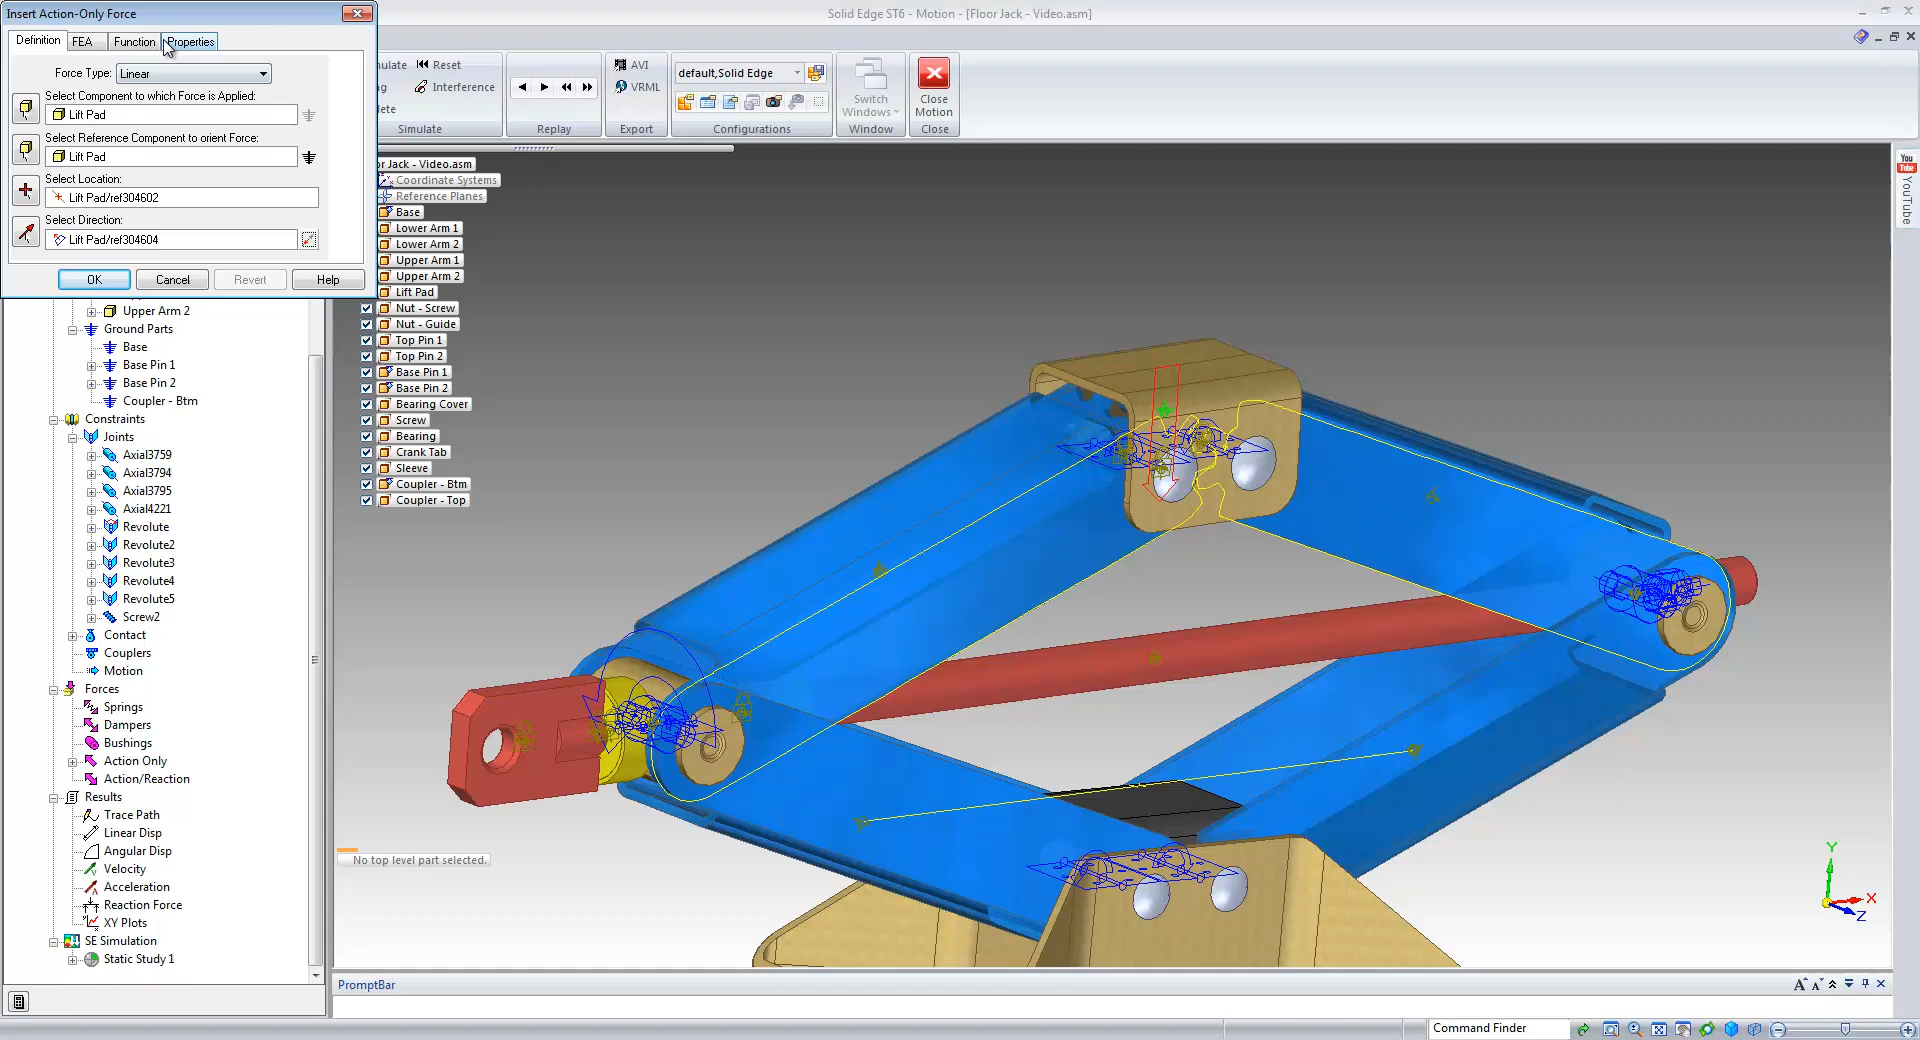 Insert Action-Only Force
Solid Edge ST6 - Motion - [Floor Jack - Video.asm]
Definition
FEA
Function
Properties
Force Type:
Linear
Select Component to which Force is Applied:
Lift Pad
Select Reference Component to orient Force:
Lift Pad
Select Location:
Lift Pad/ref304602
Select Direction:
Lift Pad/ref304604
OK
Cancel
Revert
Help
Reset
Interference
Simulate
Replay
AVI
VRML
Export
default,Solid Edge
Configurations
Switch
Windows
Window
Close
Motion
Close
You
Tube
YouTube
or Jack - Video.asm
Coordinate Systems
Reference Planes
Base
Lower Arm 1
Lower Arm 2
Upper Arm 1
Upper Arm 2
Lift Pad
Nut - Screw
Nut - Guide
Top Pin 1
Top Pin 2
Base Pin 1
Base Pin 2
Bearing Cover
Screw
Bearing
Crank Tab
Sleeve
Coupler - Btm
Coupler - Top
Upper Arm 2
Ground Parts
Base
Base Pin 1
Base Pin 2
Coupler - Btm
Constraints
Joints
Axial3759
Axial3794
Axial3795
Axial4221
Revolute
Revolute2
Revolute3
Revolute4
Revolute5
Screw2
Contact
Couplers
Motion
Forces
Springs
Dampers
Bushings
Action Only
Action/Reaction
Results
Trace Path
Linear Disp
Angular Disp
Velocity
Acceleration
Reaction Force
XY Plots
SE Simulation
Static Study 1
No top level part selected.
Y
X
Z
PromptBar
Command Finder